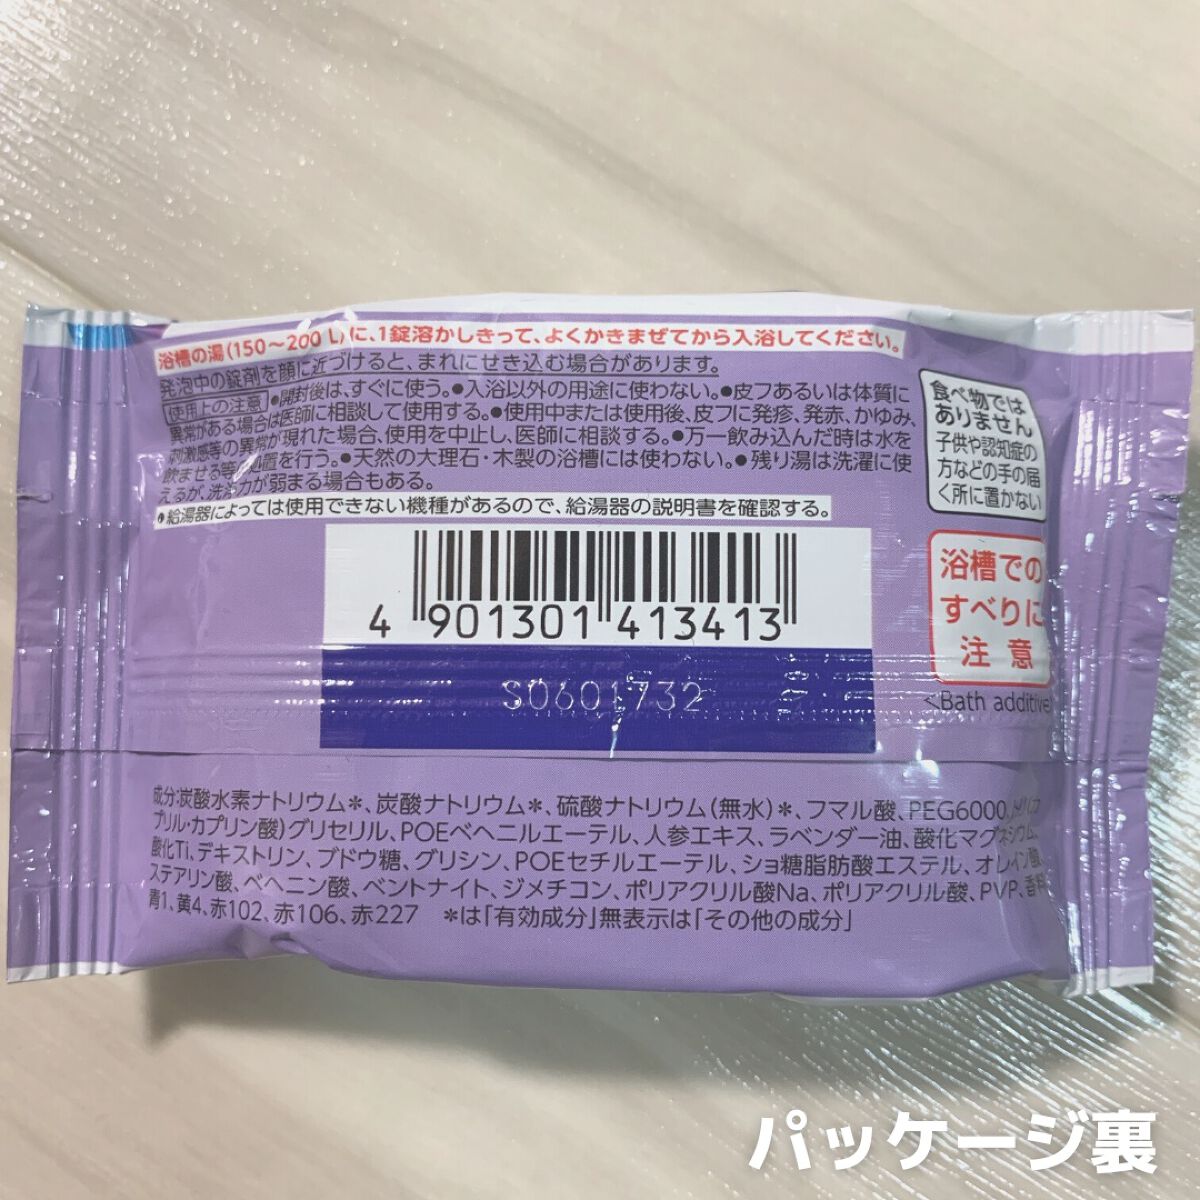 浴槽の湯(150〜200 L)に、1錠溶かしきって、よくかきまぜてから入浴してください。
発泡中の錠剤を顔に近づけると、まれにせき込む場合があります。
使用上の注意 ●開封後は、すぐに使う。●入浴以外の用途に使わない。●皮フあるいは体質に
異常がある場合は医師に相談して使用する。●使用中または使用後、皮フに発疹、発赤、かゆみ、
刺激感等の異常が現れた場合、使用を中止し、医師に相談する。●万一飲み込んだ時は水を
飲ませる等の処置を行う。●天然の大理石・木製の浴槽には使わない。●残り湯は洗濯に使
えるが、洗浄力が弱まる場合もある。
●給湯器によっては使用できない機種があるので、給湯器の説明書を確認する。
食べ物では
ありません
子供や認知症の
方などの手の届
く所に置かない
浴槽での
すべりに
注意
<Bath additive
4 901301 413413
S0601732
成分:炭酸水素ナトリウム＊、炭酸ナトリウム＊、硫酸ナトリウム(無水)＊、フマル酸、PEG6000、トリ(カ
プリル・カプリン酸)グリセリル、POEベヘニルエーテル、人参エキス、ラベンダー油、酸化マグネシウム、
酸化Ti、デキストリン、ブドウ糖、グリシン、POEセチルエーテル、ショ糖脂肪酸エステル、オレイン酸、
ステアリン酸、ベヘニン酸、ベントナイト、ジメチコン、ポリアクリル酸Na、ポリアクリル酸、PVP、香料、
青1、黄4、赤102、赤106、赤227 ＊は「有効成分」無表示は「その他の成分」
パッケージ裏